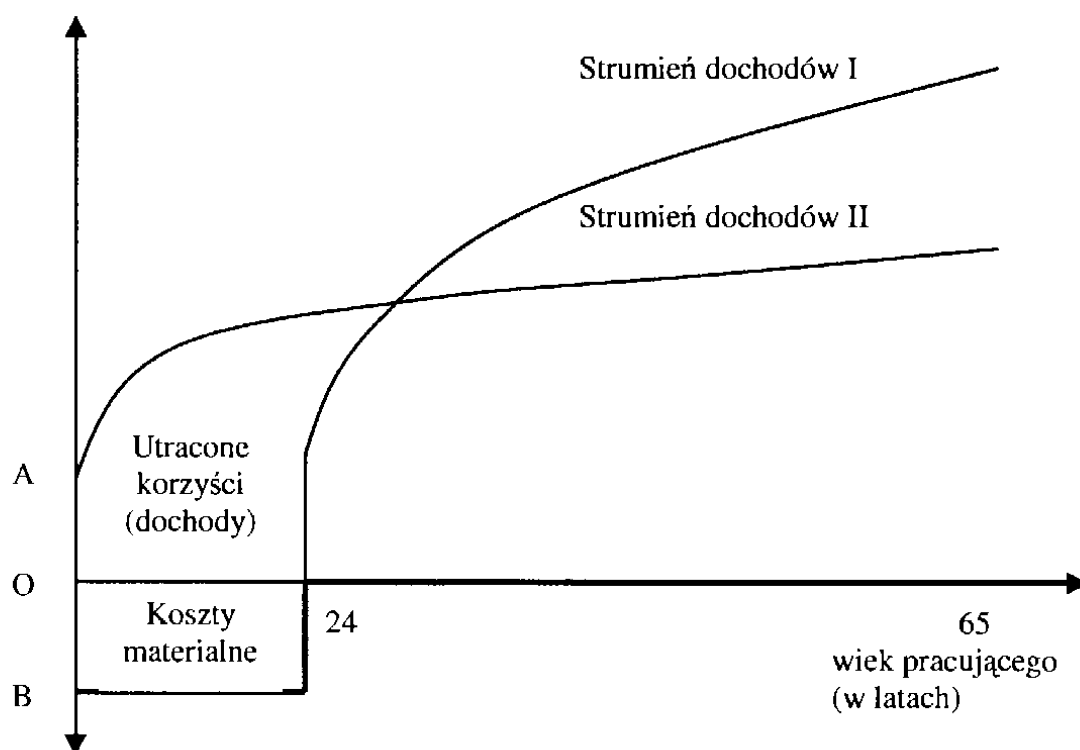 Strumień dochodów I
Strumień dochodów II
A
Utracone
korzyści
(dochody)
O
Koszty
materialne
24
65
B
wiek pracującego
(w latach)